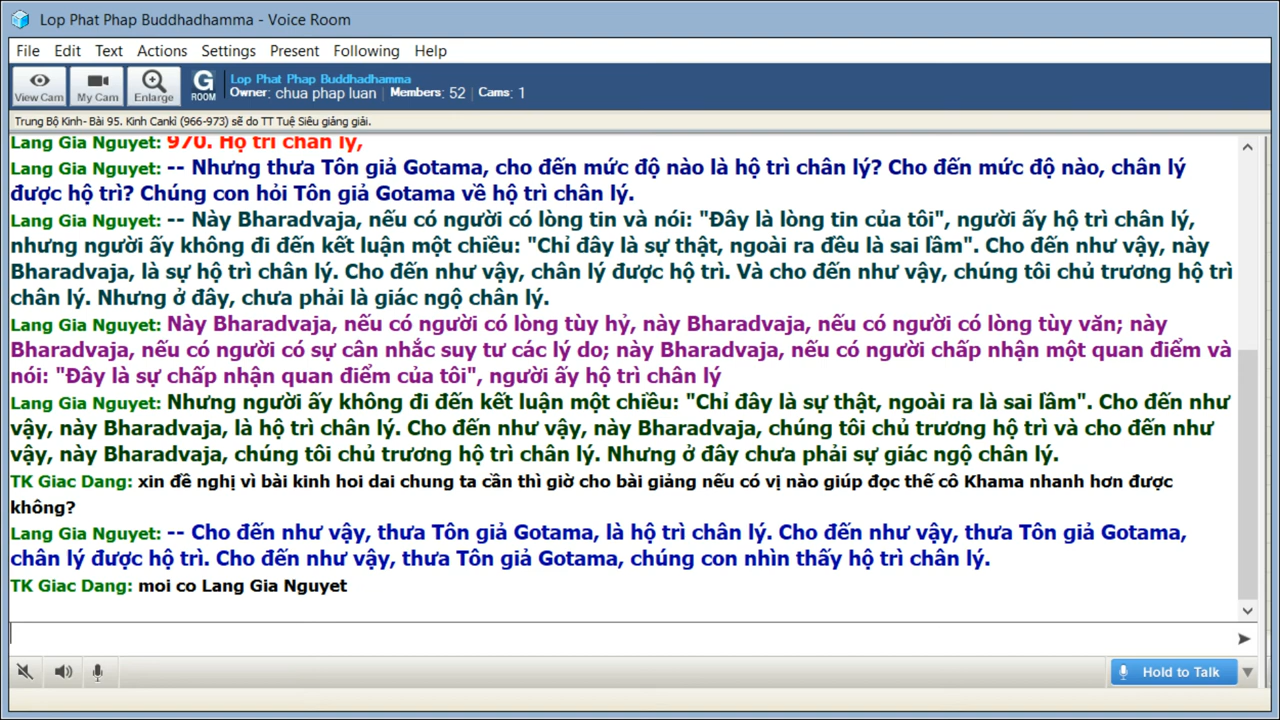 Lop Phat Phap Buddhadhamma - Voice Room
File Edit Text Actions Settings Present Following Help
View Cam My Cam Enlarge G ROOM
Lop Phat Phap Buddhadhamma
Owner: chua phap luan Members: 52 Cams: 1
Trung Bộ Kinh- Bài 95. Kinh Cankì (966-973) sẽ do TT Tuệ Siêu giảng giải.
Lang Gia Nguyet: 970. Hộ trì chân lý,
Lang Gia Nguyet: -- Nhưng thưa Tôn giả Gotama, cho đến mức độ nào là hộ trì chân lý? Cho đến mức độ nào, chân lý
được hộ trì? Chúng con hỏi Tôn giả Gotama về hộ trì chân lý.
Lang Gia Nguyet: -- Này Bharadvaja, nếu có người có lòng tin và nói: "Đây là lòng tin của tôi", người ấy hộ trì chân lý,
nhưng người ấy không đi đến kết luận một chiều: "Chỉ đây là sự thật, ngoài ra đều là sai lầm". Cho đến như vậy, này
Bharadvaja, là sự hộ trì chân lý. Cho đến như vậy, chân lý được hộ trì. Và cho đến như vậy, chúng tôi chủ trương hộ trì
chân lý. Nhưng ở đây, chưa phải là giác ngộ chân lý.
Lang Gia Nguyet: Này Bharadvaja, nếu có người có lòng tùy hỷ, này Bharadvaja, nếu có người có lòng tùy văn; này
Bharadvaja, nếu có người có sự cân nhắc suy tư các lý do; này Bharadvaja, nếu có người chấp nhận một quan điểm và
nói: "Đây là sự chấp nhận quan điểm của tôi", người ấy hộ trì chân lý
Lang Gia Nguyet: Nhưng người ấy không đi đến kết luận một chiều: "Chỉ đây là sự thật, ngoài ra là sai lầm". Cho đến như
vậy, này Bharadvaja, là hộ trì chân lý. Cho đến như vậy, này Bharadvaja, chúng tôi chủ trương hộ trì và cho đến như
vậy, này Bharadvaja, chúng tôi chủ trương hộ trì chân lý. Nhưng ở đây chưa phải sự giác ngộ chân lý.
TK Giac Dang: xin đề nghị vì bài kinh hoi dai chung ta cần thì giờ cho bài giảng nếu có vị nào giúp đọc thế cô Khama nhanh hơn được
không?
Lang Gia Nguyet: -- Cho đến như vậy, thưa Tôn giả Gotama, là hộ trì chân lý. Cho đến như vậy, thưa Tôn giả Gotama,
chân lý được hộ trì. Cho đến như vậy, thưa Tôn giả Gotama, chúng con nhìn thấy hộ trì chân lý.
TK Giac Dang: moi co Lang Gia Nguyet
Hold to Talk